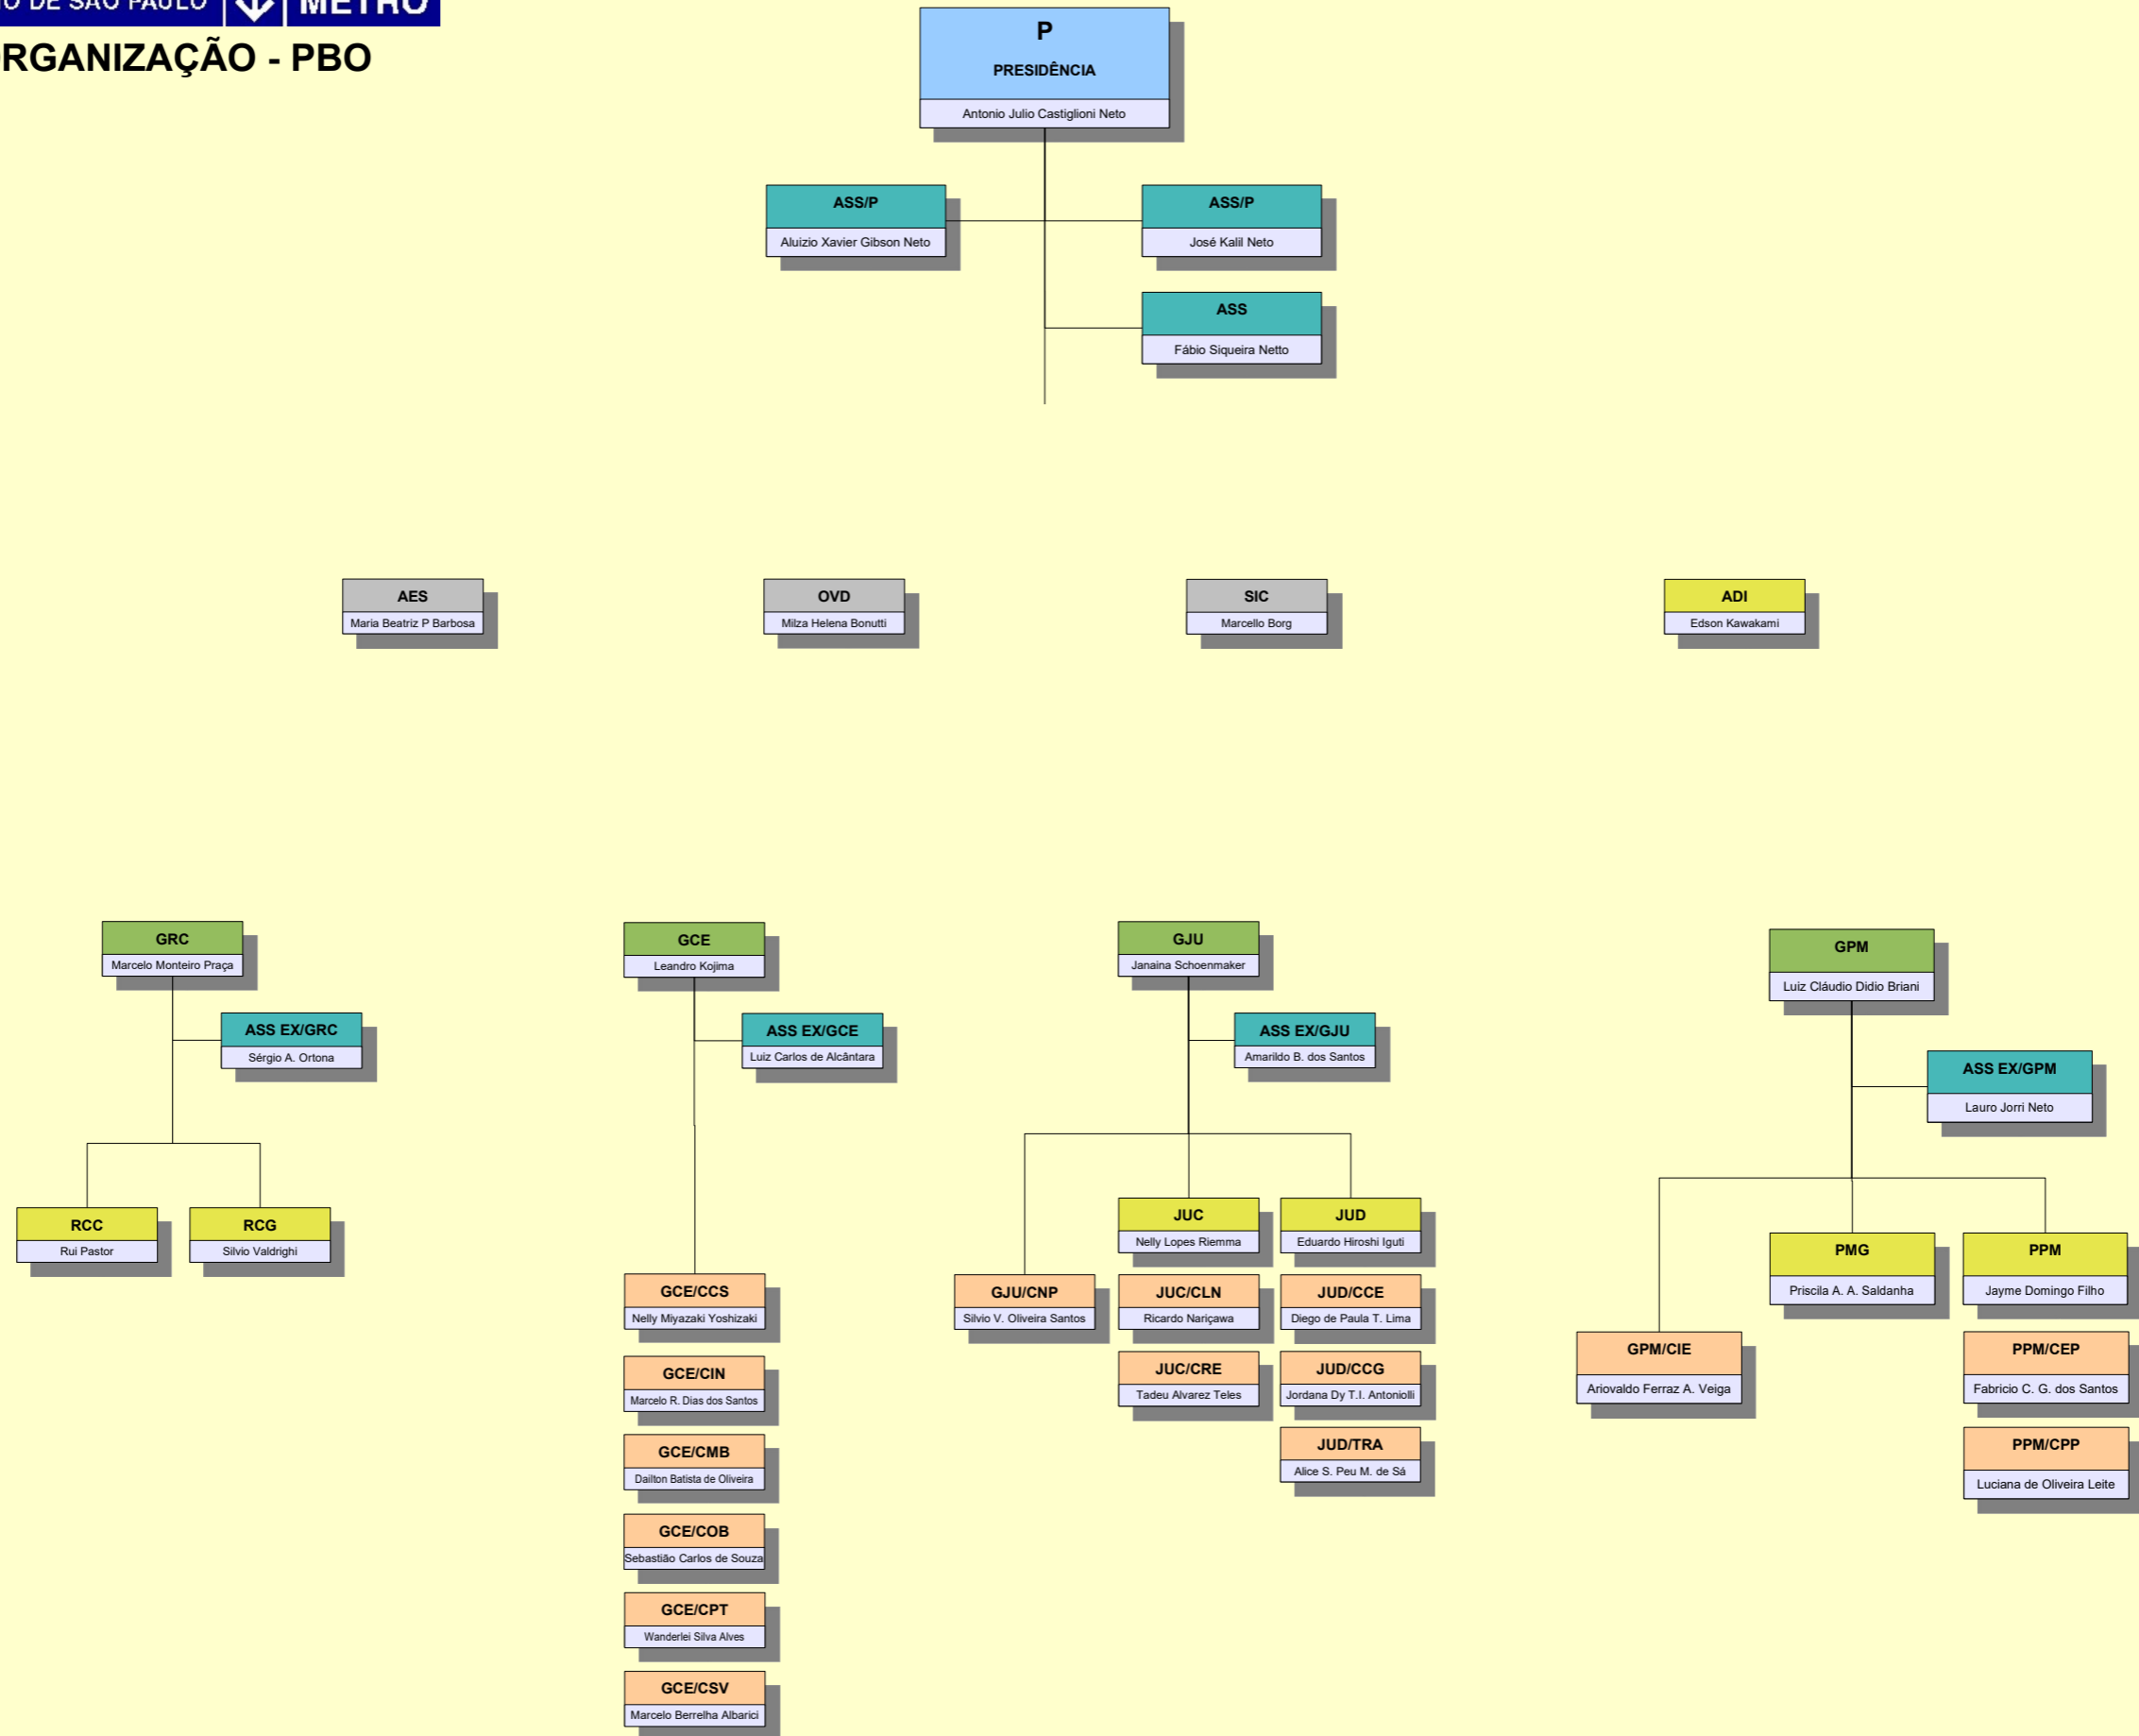 DE SÃO PAULO METRÔ
RGANIZAÇÃO - PBO
P
PRESIDÊNCIA
Antonio Julio Castiglioni Neto
ASS/P
Aluizio Xavier Gibson Neto
ASS/P
José Kalil Neto
ASS
Fábio Siqueira Netto
AES
Maria Beatriz P Barbosa
OVD
Milza Helena Bonutti
SIC
Marcello Borg
ADI
Edson Kawakami
GRC
Marcelo Monteiro Praça
ASS EX/GRC
Sérgio A. Ortona
RCC
Rui Pastor
RCG
Silvio Valdrighi
GCE
Leandro Kojima
ASS EX/GCE
Luiz Carlos de Alcântara
GCE/CCS
Nelly Miyazaki Yoshizaki
GCE/CIN
Marcelo R. Dias dos Santos
GCE/CMB
Dailton Batista de Oliveira
GCE/COB
Sebastião Carlos de Souza
GCE/CPT
Wanderlei Silva Alves
GCE/CSV
Marcelo Berrelha Albarici
GJU
Janaina Schoenmaker
ASS EX/GJU
Amarildo B. dos Santos
GJU/CNP
Silvio V. Oliveira Santos
JUC
Nelly Lopes Riemma
JUC/CLN
Ricardo Nariçawa
JUC/CRE
Tadeu Alvarez Teles
JUD
Eduardo Hiroshi Iguti
JUD/CCE
Diego de Paula T. Lima
JUD/CCG
Jordana Dy T.I. Antoniolli
JUD/TRA
Alice S. Peu M. de Sá
GPM
Luiz Cláudio Didio Briani
ASS EX/GPM
Lauro Jorri Neto
GPM/CIE
Ariovaldo Ferraz A. Veiga
PMG
Priscila A. A. Saldanha
PPM
Jayme Domingo Filho
PPM/CEP
Fabricio C. G. dos Santos
PPM/CPP
Luciana de Oliveira Leite